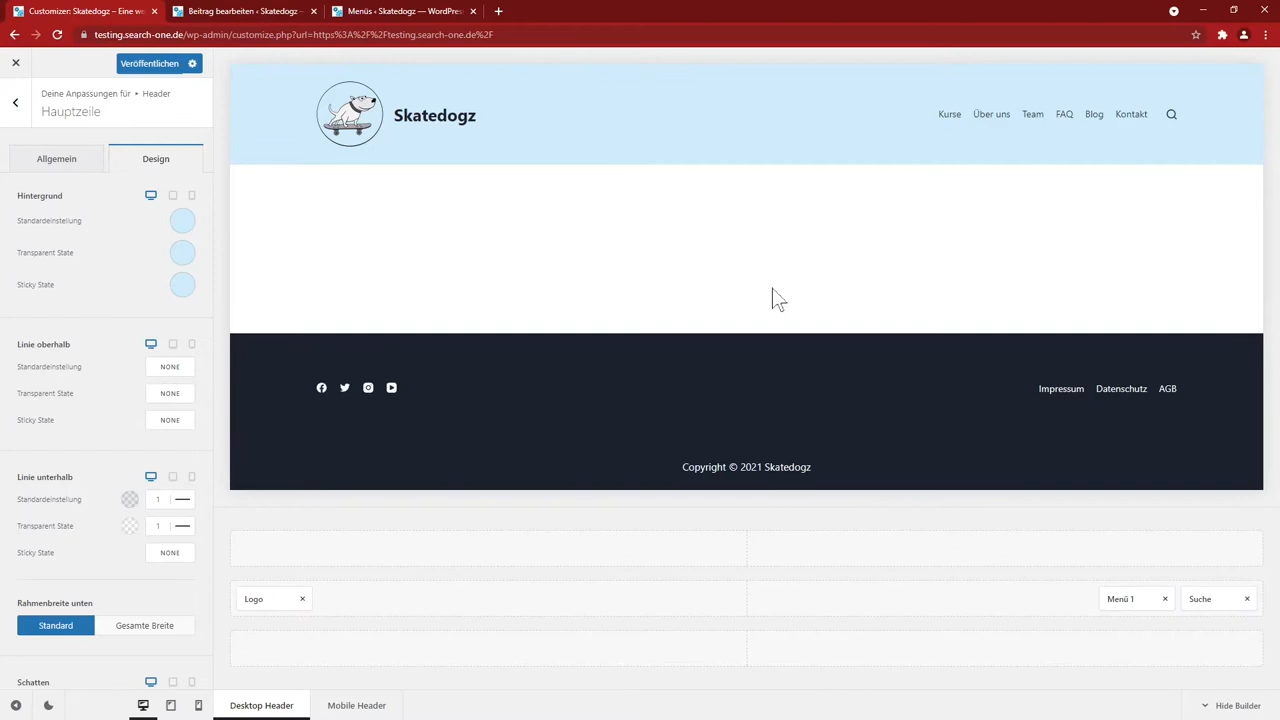 Customizer: Skatedogz – Eine we
Beitrag bearbeiten ‹ Skatedogz –
Menüs ‹ Skatedogz — WordPres
testing.search-one.de/wp-admin/customize.php?url=https%3A%2F%2Ftesting.search-one.de%2F
Veröffentlichen
Deine Anpassungen für ▸ Header
Hauptzeile
Allgemein
Design
Hintergrund
Standardeinstellung
Transparent State
Sticky State
Linie oberhalb
Standardeinstellung NONE
Transparent State NONE
Sticky State NONE
Linie unterhalb
Standardeinstellung 1
Transparent State 1
Sticky State NONE
Rahmenbreite unten
Standard Gesamte Breite
Schatten
Skatedogz
Kurse Über uns Team FAQ Blog Kontakt
Impressum Datenschutz AGB
Copyright © 2021 Skatedogz
Logo
Menü 1
Suche
Desktop Header
Mobile Header
Hide Builder